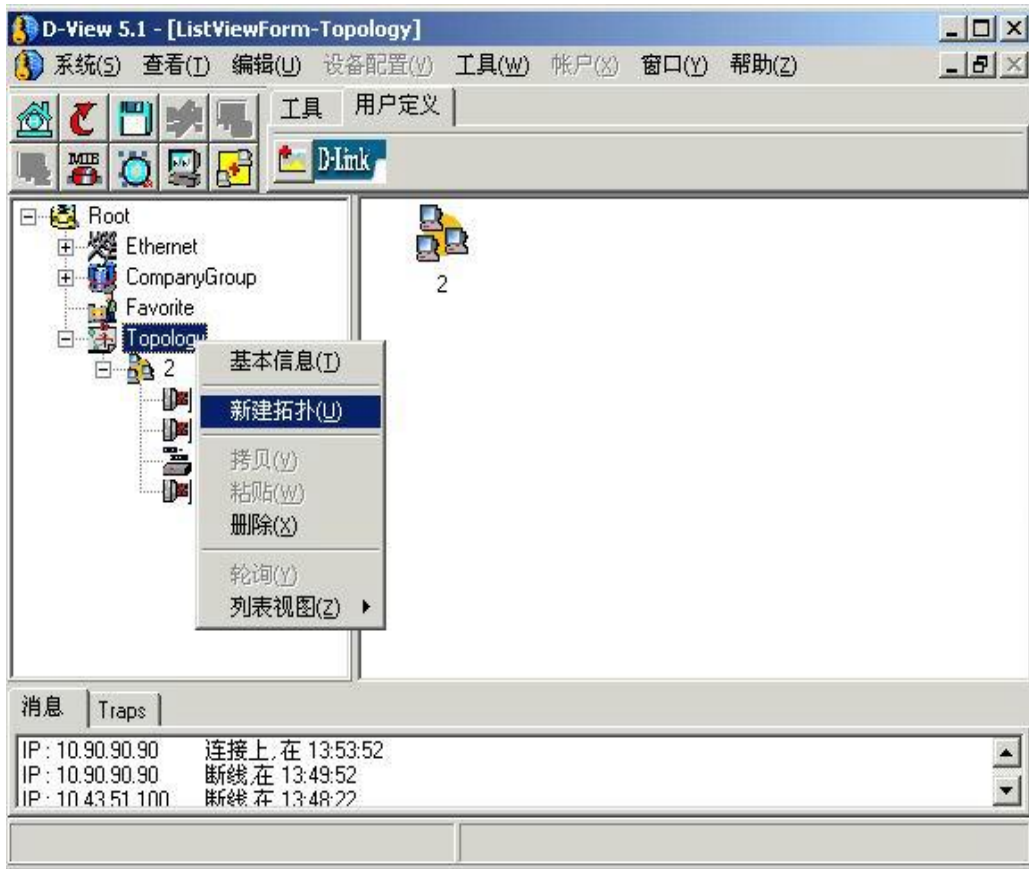 D-View 5.1 - [ListViewForm-Topology]
系统(S) 查看(T) 编辑(U) 设备配置(V) 工具(W) 帐户(X) 窗口(Y) 帮助(Z)
工具 用户定义
MIB
D-Link
Root
Ethernet
CompanyGroup
Favorite
Topology
2
2
基本信息(T)
新建拓扑(U)
拷贝(V)
粘贴(W)
删除(X)
轮询(Y)
列表视图(Z)
消息 Traps
IP : 10.90.90.90 连接上,在 13:53:52
IP : 10.90.90.90 断线,在 13:49:52
IP : 10.43.51.100 断线,在 13:48:22